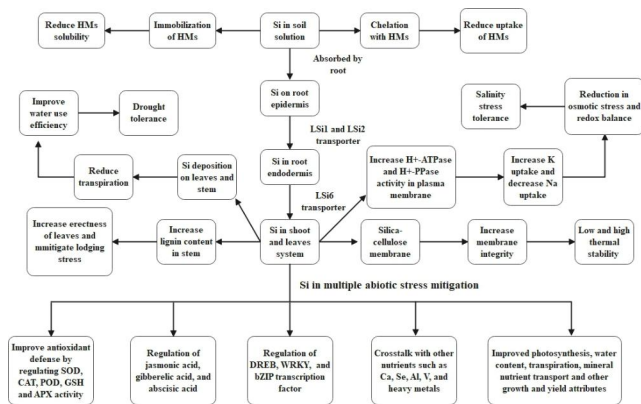 Reduce HMs
solubility
Immobilization
of HMs
Si in soil
solution
Chelation
with HMs
Reduce uptake
of HMs
Absorbed by
root
Improve
water use
efficiency
Drought
tolerance
Si on root
epidermis
Salinity
stress
tolerance
Reduction in
osmotic stress and
redox balance
LSi1 and LSi2
transporter
Reduce
transpiration
Si deposition
on leaves and
stem
Si in root
endodermis
Increase H+-ATPase
and H+-PPase
activity in plasma
membrane
Increase K
uptake and
decrease Na
uptake
LSi6
transporter
Increase erectness
of leaves and
mmitigate lodging
stress
Increase
lignin content
in stem
Si in shoot
and leaves
system
Silica-
cellulose
membrane
Increase
membrane
integrity
Low and high
thermal
stability
Si in multiple abiotic stress mitigation
Improve antioxidant
defense by
regulating SOD,
CAT, POD, GSH
and APX activity
Regulation of
jasmonic acid,
gibberelic acid, and
abscisic acid
Regulation of
DREB, WRKY, and
bZIP transcription
factor
Crosstalk with other
nutrients such as
Ca, Se, Al, V, and
heavy metals
Improved photosynthesis, water
content, transpiration, mineral
nutrient transport and other
growth and yield attributes